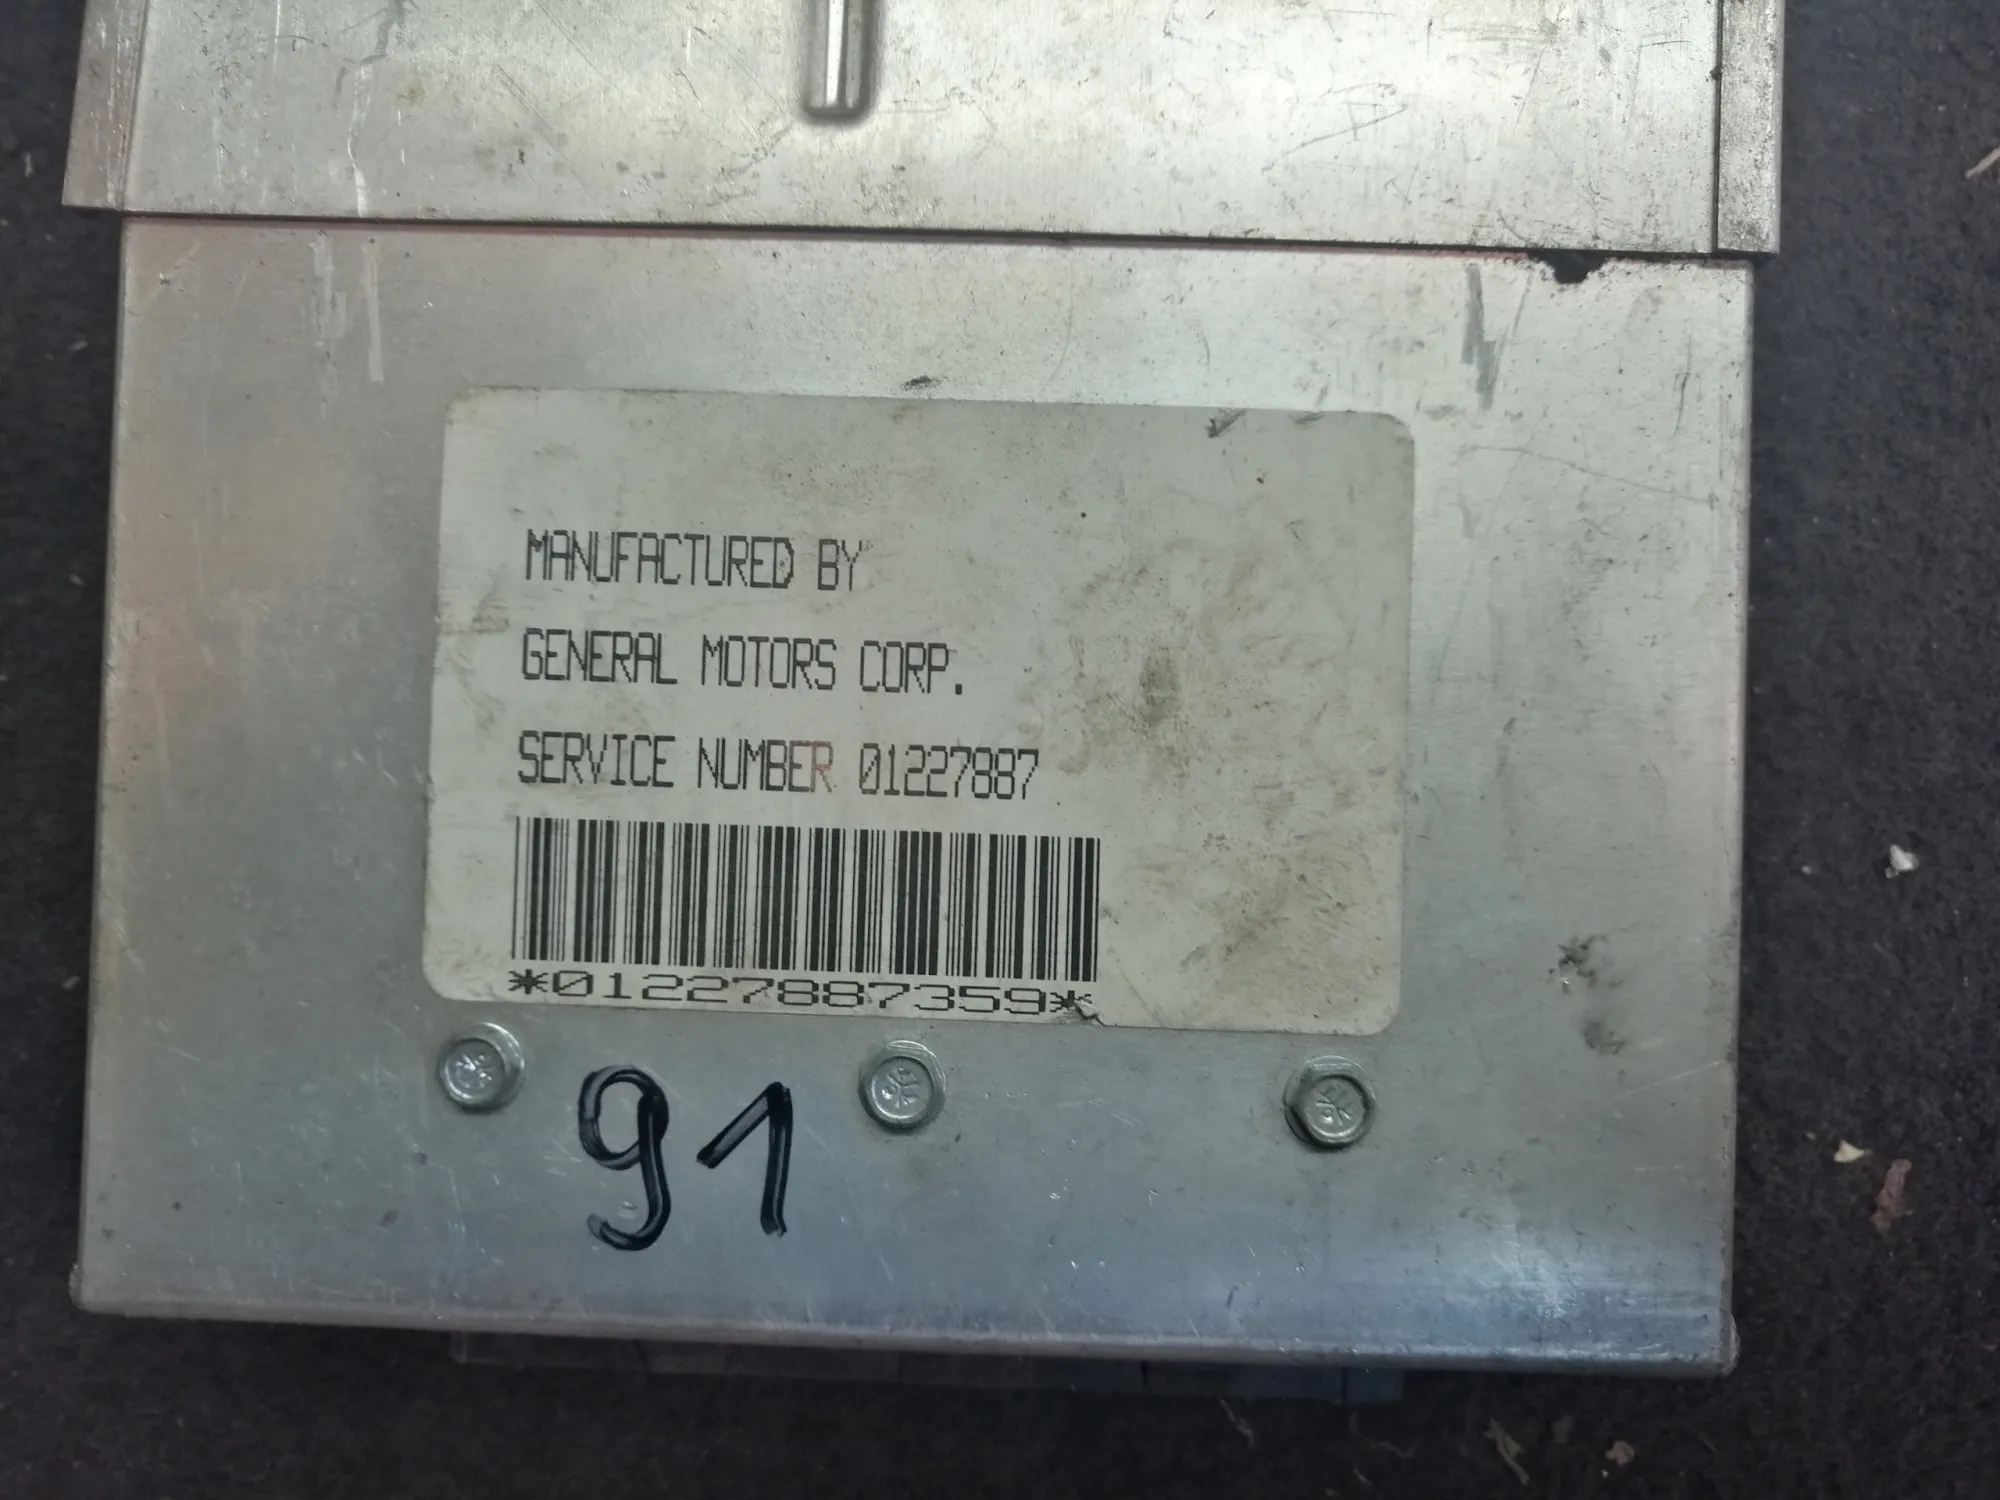 MANUFACTURED BY
GENERAL MOTORS CORP.
SERVICE NUMBER 01227887
*01227887359*
91